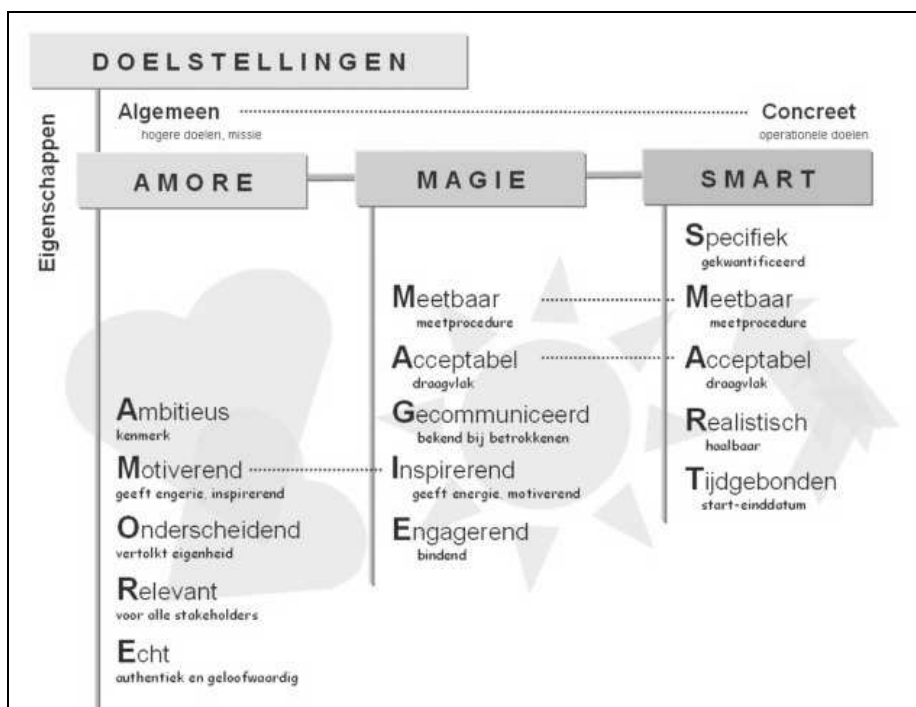 DOELSTELLINGEN
Eigenschappen
Algemeen
hogere doelen, missie
Concreet
operationele doelen
AMORE
MAGIE
SMART
Ambitieus
kenmerk
Motiverend
geeft engerie, inspirerend
Onderscheidend
vertolkt eigenheid
Relevant
voor alle stakeholders
Echt
authentiek en geloofwaardig
Meetbaar
meetprocedure
Acceptabel
draagvlak
Gecommuniceerd
bekend bij betrokkenen
Inspirerend
geeft energie, motiverend
Engagerend
bindend
Specifiek
gekwantificeerd
Meetbaar
meetprocedure
Acceptabel
draagvlak
Realistisch
haalbaar
Tijdgebonden
start-einddatum